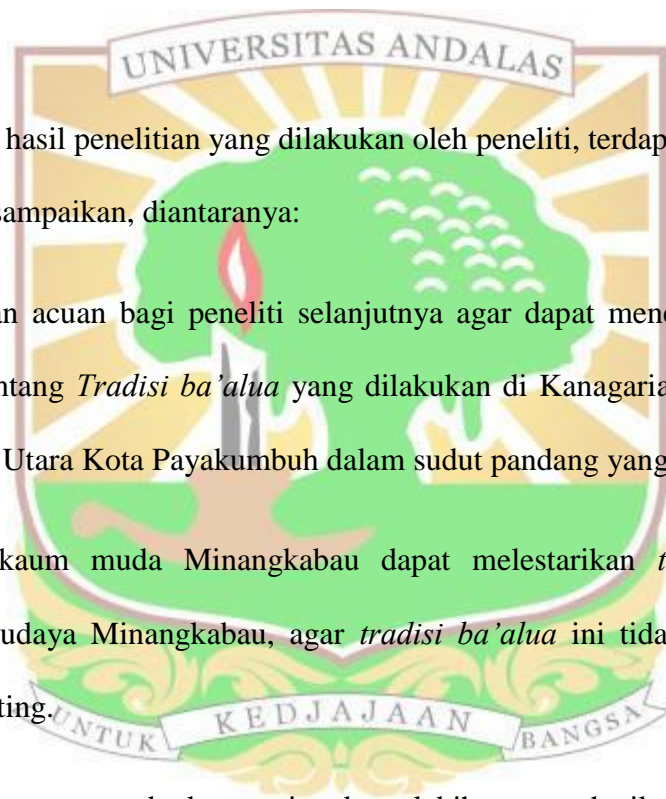 UNIVERSITAS ANDALAS
hasil penelitian yang dilakukan oleh peneliti, terdap
sampaikan, diantaranya:
an acuan bagi peneliti selanjutnya agar dapat menc
ntang Tradisi ba’alua yang dilakukan di Kanagaria
Utara Kota Payakumbuh dalam sudut pandang yang
kaum muda Minangkabau dapat melestarikan t
udaya Minangkabau, agar tradisi ba’alua ini tida
ting.
UNTUK KEDJAJAAN BANGSA